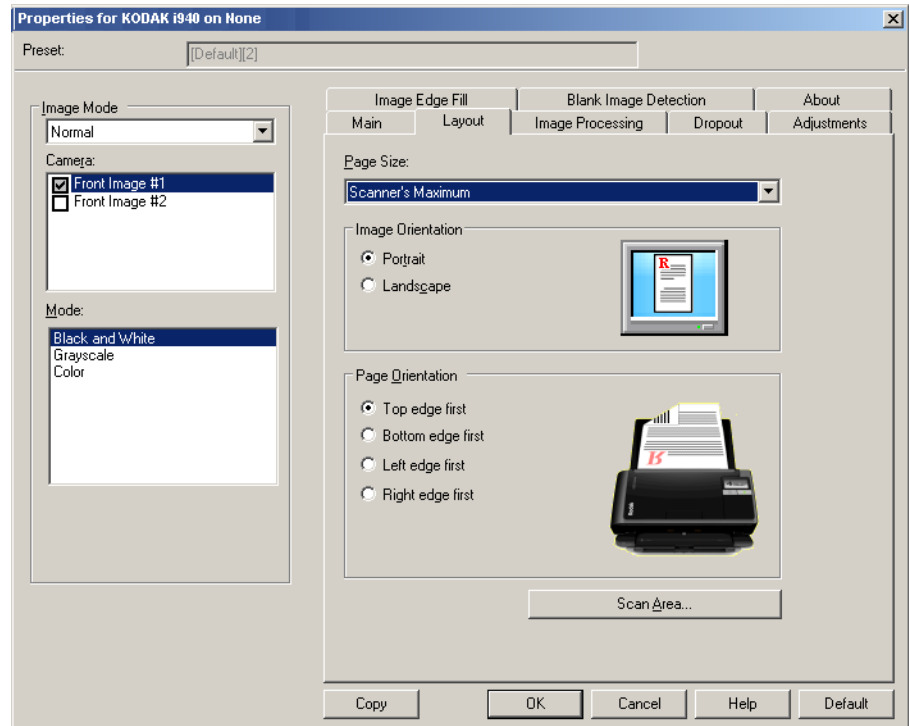 Properties for KODAK i940 on None
Preset:
[Default][2]
Image Mode
Normal
Camera:
Front Image #1
Front Image #2
Mode:
Black and White
Grayscale
Color
Image Edge Fill
Blank Image Detection
About
Main
Layout
Image Processing
Dropout
Adjustments
Page Size:
Scanner's Maximum
Image Orientation
Portrait
Landscape
R
Page Orientation
Top edge first
Bottom edge first
Left edge first
Right edge first
R
Kodak
Scan Area...
Copy
OK
Cancel
Help
Default